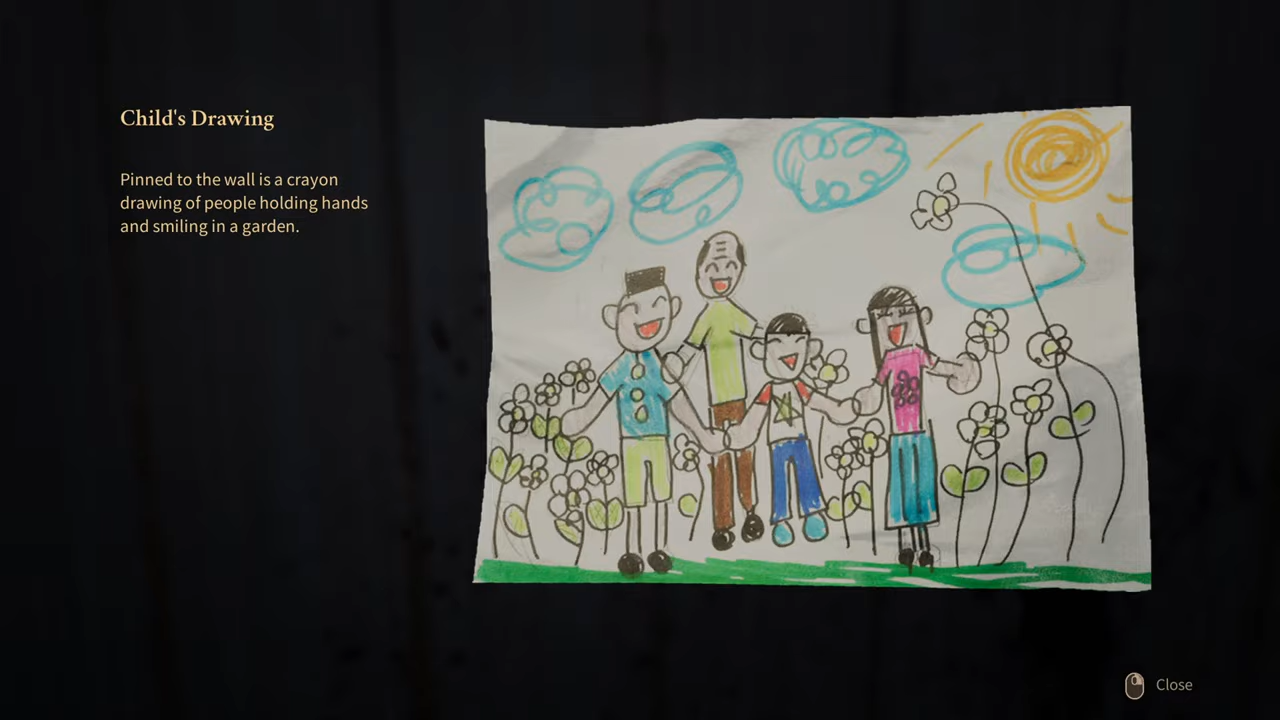 Child's Drawing
Pinned to the wall is a crayon
drawing of people holding hands
and smiling in a garden.
Close